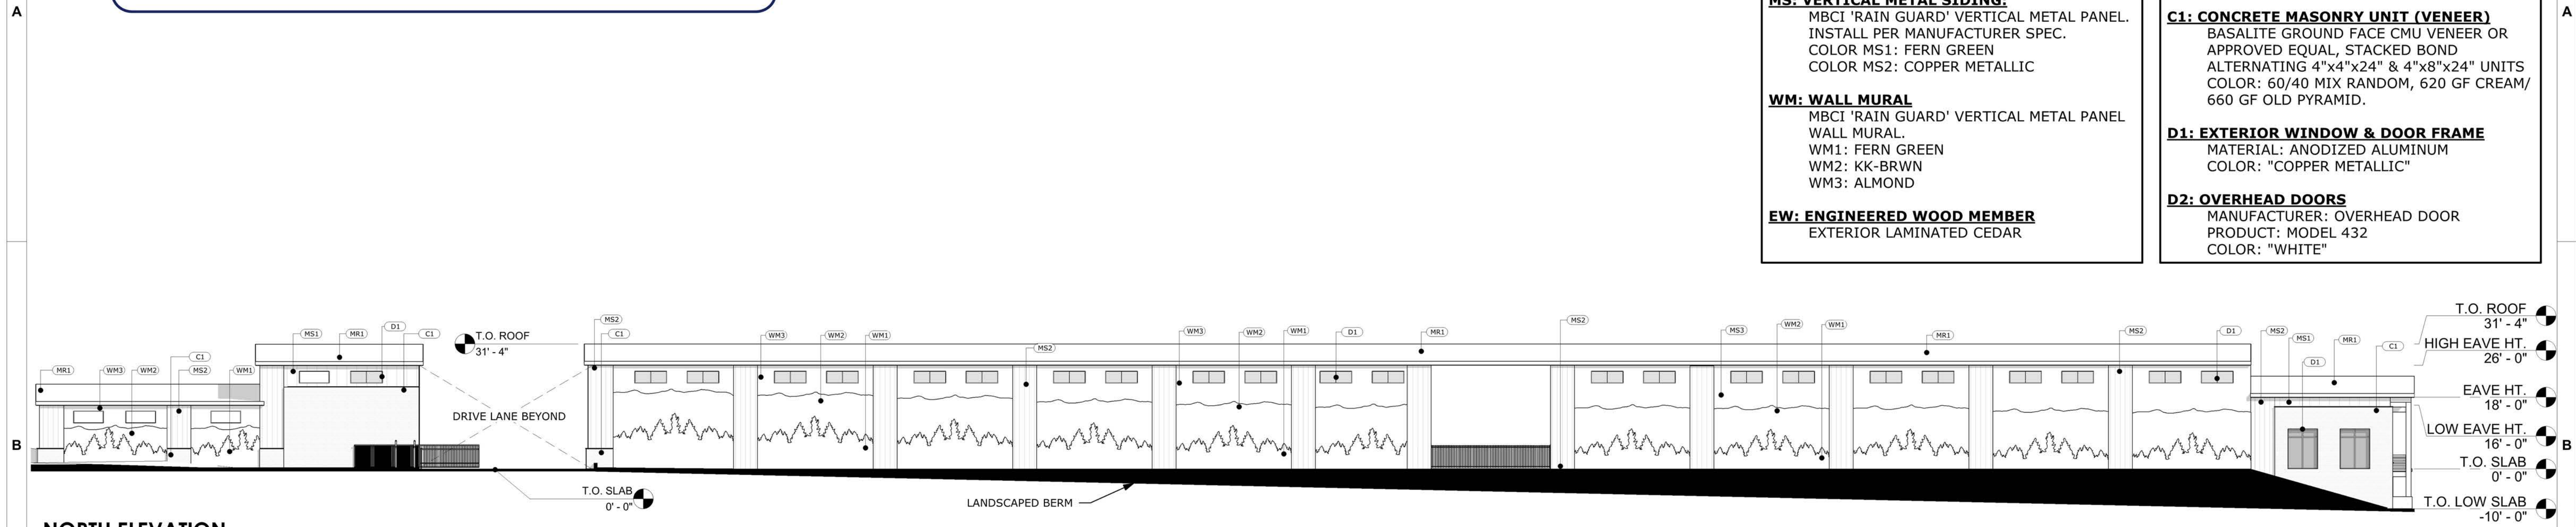 A
A
MS: VERTICAL METAL SIDING:
MBCI 'RAIN GUARD' VERTICAL METAL PANEL.
INSTALL PER MANUFACTURER SPEC.
COLOR MS1: FERN GREEN
COLOR MS2: COPPER METALLIC
WM: WALL MURAL
MBCI 'RAIN GUARD' VERTICAL METAL PANEL
WALL MURAL.
WM1: FERN GREEN
WM2: KK-BRWN
WM3: ALMOND
EW: ENGINEERED WOOD MEMBER
EXTERIOR LAMINATED CEDAR
C1: CONCRETE MASONRY UNIT (VENEER)
BASALITE GROUND FACE CMU VENEER OR
APPROVED EQUAL, STACKED BOND
ALTERNATING 4"x4"x24" & 4"x8"x24" UNITS
COLOR: 60/40 MIX RANDOM, 620 GF CREAM/
660 GF OLD PYRAMID.
D1: EXTERIOR WINDOW & DOOR FRAME
MATERIAL: ANODIZED ALUMINUM
COLOR: "COPPER METALLIC"
D2: OVERHEAD DOORS
MANUFACTURER: OVERHEAD DOOR
PRODUCT: MODEL 432
COLOR: "WHITE"
MR1
WM3
WM2
C1
MS2
WM1
MS1
MR1
D1
C1
T.O. ROOF
31' - 4"
MS2
C1
WM3
WM2
WM1
MS2
WM3
WM2
WM1
D1
MR1
MS2
MS3
WM2
WM1
MR1
MS2
D1
MS2
MS1
D1
MR1
C1
T.O. ROOF
31' - 4"
HIGH EAVE HT.
26' - 0"
EAVE HT.
18' - 0"
LOW EAVE HT.
16' - 0"
T.O. SLAB
0' - 0"
T.O. LOW SLAB
-10' - 0"
DRIVE LANE BEYOND
B
B
T.O. SLAB
0' - 0"
LANDSCAPED BERM
NORTH ELEVATION